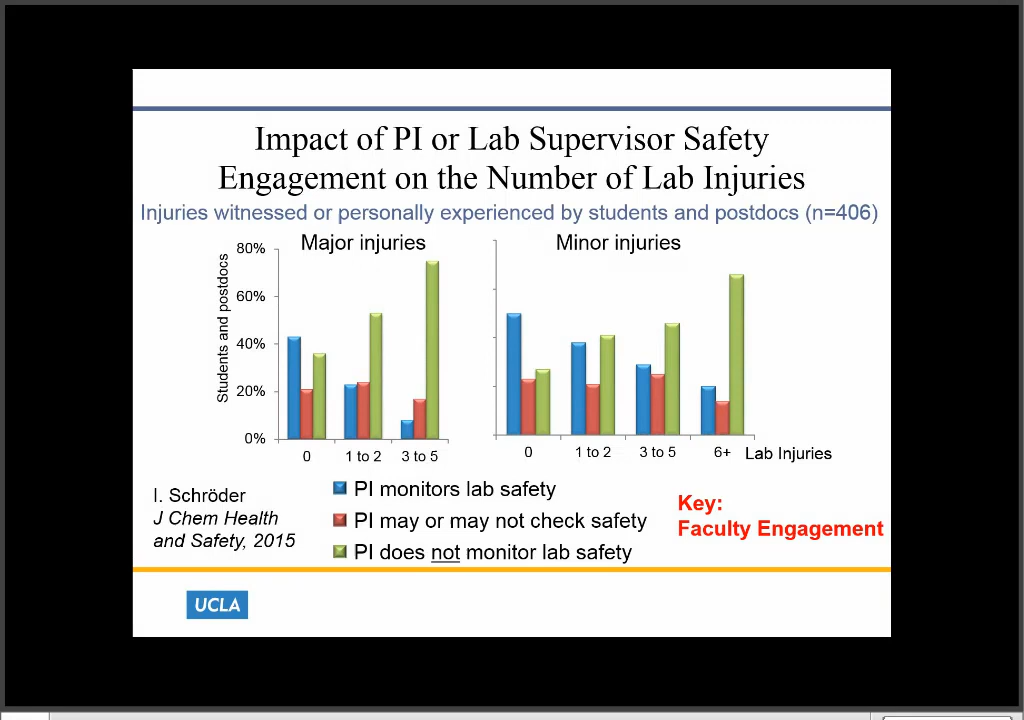 Impact of PI or Lab Supervisor Safety
Engagement on the Number of Lab Injuries
Injuries witnessed or personally experienced by students and postdocs (n=406)
Major injuries
Minor injuries
Students and postdocs
80%
60%
40%
20%
0%
0
1 to 2
3 to 5
0
1 to 2
3 to 5
6+
Lab Injuries
I. Schröder
J Chem Health
and Safety, 2015
PI monitors lab safety
PI may or may not check safety
PI does not monitor lab safety
Key:
Faculty Engagement
UCLA